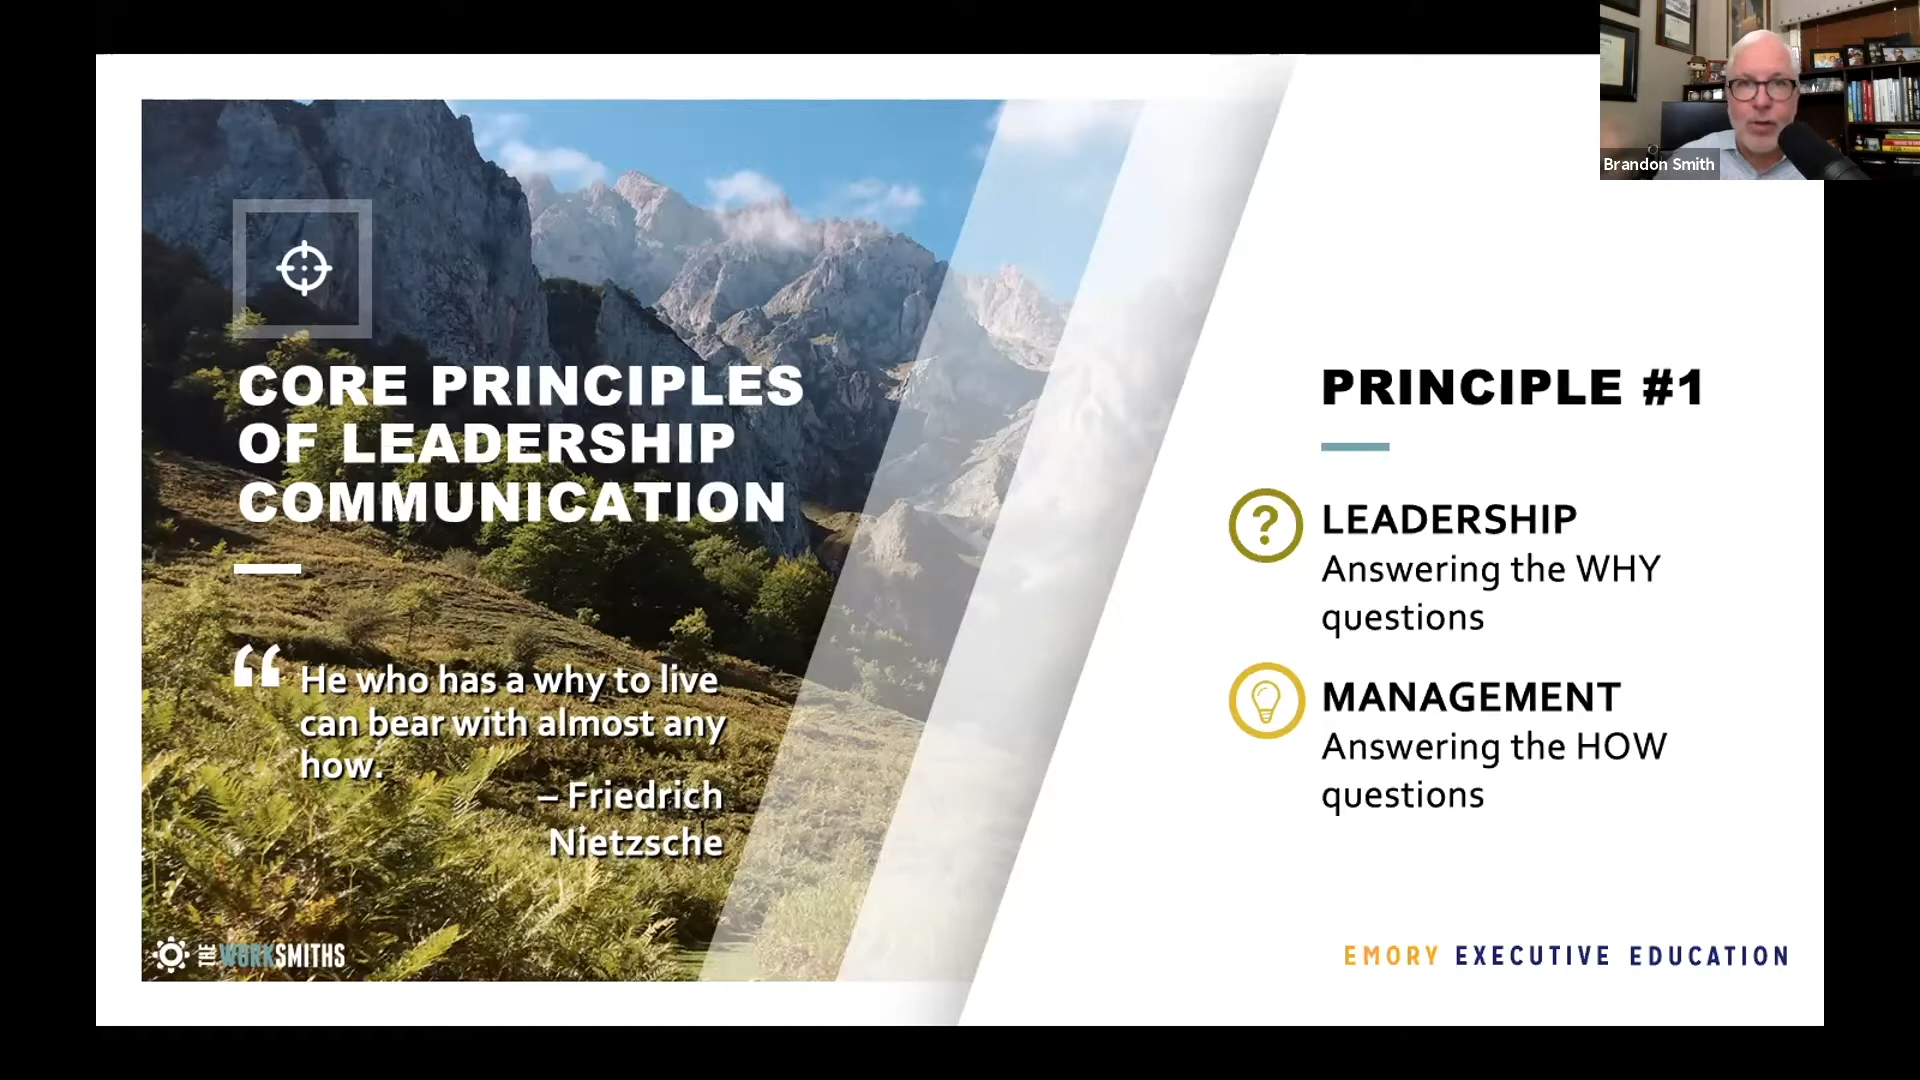 Brandon Smith
CORE PRINCIPLES
OF LEADERSHIP
COMMUNICATION
“ He who has a why to live
can bear with almost any
how.
– Friedrich
Nietzsche
THE WORKSMITHS
PRINCIPLE #1
?
LEADERSHIP
Answering the WHY
questions
MANAGEMENT
Answering the HOW
questions
EMORY EXECUTIVE EDUCATION